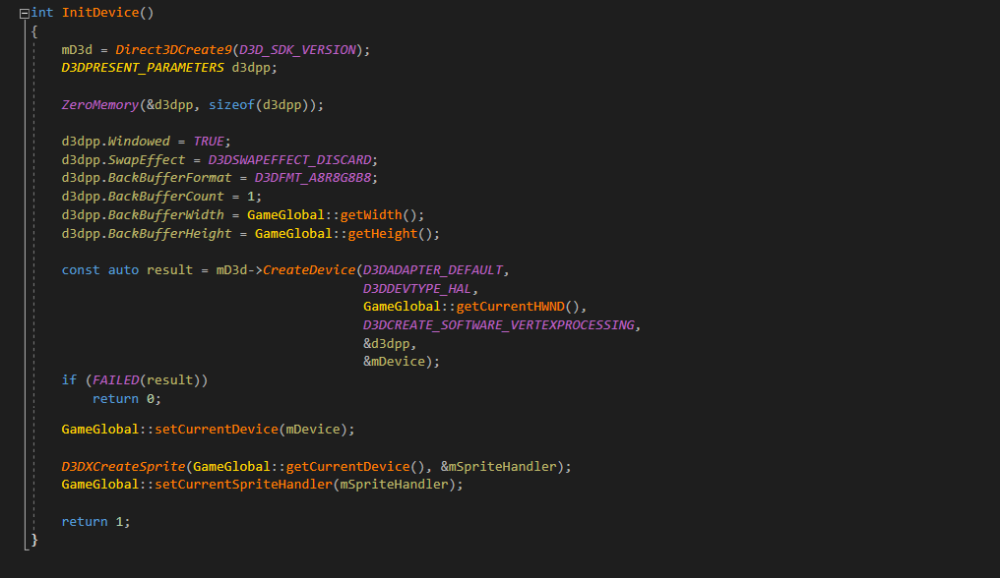 int InitDevice()
{
    mD3d = Direct3DCreate9(D3D_SDK_VERSION);
    D3DPRESENT_PARAMETERS d3dpp;

    ZeroMemory(&d3dpp, sizeof(d3dpp));

    d3dpp.Windowed = TRUE;
    d3dpp.SwapEffect = D3DSWAPEFFECT_DISCARD;
    d3dpp.BackBufferFormat = D3DFMT_A8R8G8B8;
    d3dpp.BackBufferCount = 1;
    d3dpp.BackBufferWidth = GameGlobal::getWidth();
    d3dpp.BackBufferHeight = GameGlobal::getHeight();

    const auto result = mD3d->CreateDevice(D3DADAPTER_DEFAULT,
                                           D3DDEVTYPE_HAL,
                                           GameGlobal::getCurrentHWND(),
                                           D3DCREATE_SOFTWARE_VERTEXPROCESSING,
                                           &d3dpp,
                                           &mDevice);
    if (FAILED(result))
        return 0;

    GameGlobal::setCurrentDevice(mDevice);

    D3DXCreateSprite(GameGlobal::getCurrentDevice(), &mSpriteHandler);
    GameGlobal::setCurrentSpriteHandler(mSpriteHandler);

    return 1;
}